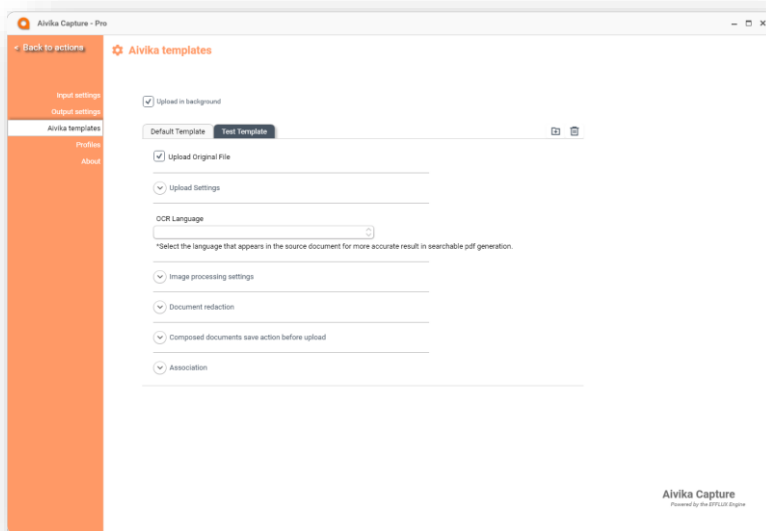 Aivika Capture - Pro
Back to actions
Aivika templates
Input settings
Output settings
Aivika templates
Profiles
About
Upload in background
Default Template
Test Template
Upload Original File
Upload Settings
OCR Language
*Select the language that appears in the source document for more accurate result in searchable pdf generation.
Image processing settings
Document redaction
Composed documents save action before upload
Association
Aivika Capture
Powered by the EFFLUX Engine